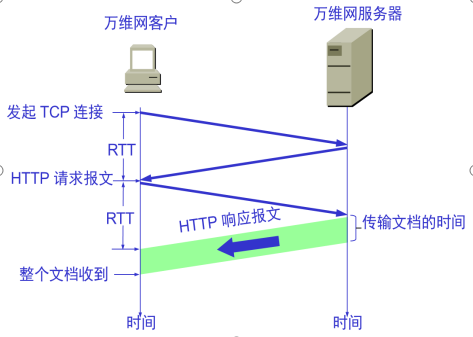 万维网客户
万维网服务器
发起 TCP 连接
RTT
HTTP 请求报文
RTT
HTTP 响应报文
传输文档的时间
整个文档收到
时间
时间